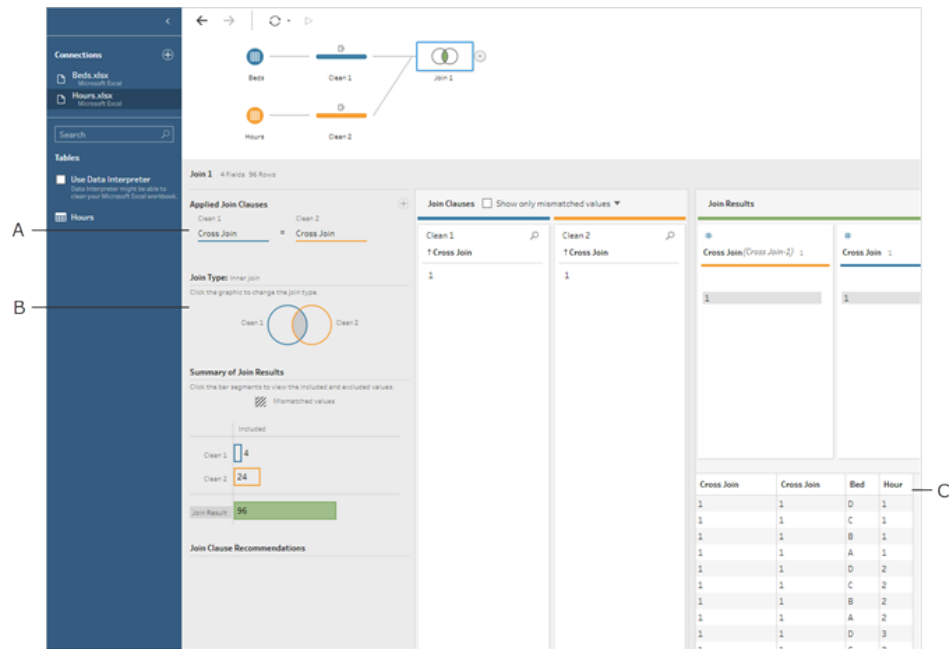 Connections
Beds.xlsx
Microsoft Excel
Hours.xlsx
Microsoft Excel
Search
Tables
Use Data Interpreter
Data Interpreter might be able to
clean your Microsoft Excel workbook.
Hours
Beds
Clean 1
Join 1
Hours
Clean 2
Join 1 4 Fields 96 Rows
A
Applied Join Clauses
Clean 1 Clean 2
Cross Join = Cross Join
B
Join Type: inner join
Click the graphic to change the join type.
Clean 1 Clean 2
Summary of Join Results
Click the bar segments to view the included and excluded values.
Mismatched values
Included
Clean 1 4
Clean 2 24
Join Result 96
Join Clause Recommendations
Join Clauses Show only mismatched values
Clean 1
Cross Join
1
Clean 2
Cross Join
1
Join Results
Cross Join(Cross Join-1) 1
1
Cross Join 1
1
C
Cross Join Cross Join Bed Hour
1 1 D 1
1 1 C 1
1 1 B 1
1 1 A 1
1 1 D 2
1 1 C 2
1 1 B 2
1 1 A 2
1 1 D 3